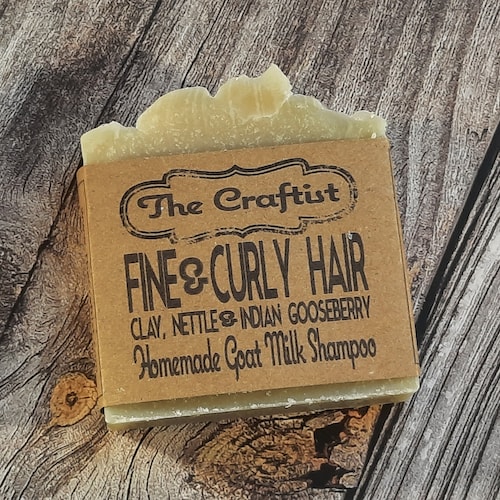 The Craftist
FINE & CURLY HAIR
CLAY, NETTLE & INDIAN GOOSEBERRY
Homemade Goat Milk Shampoo